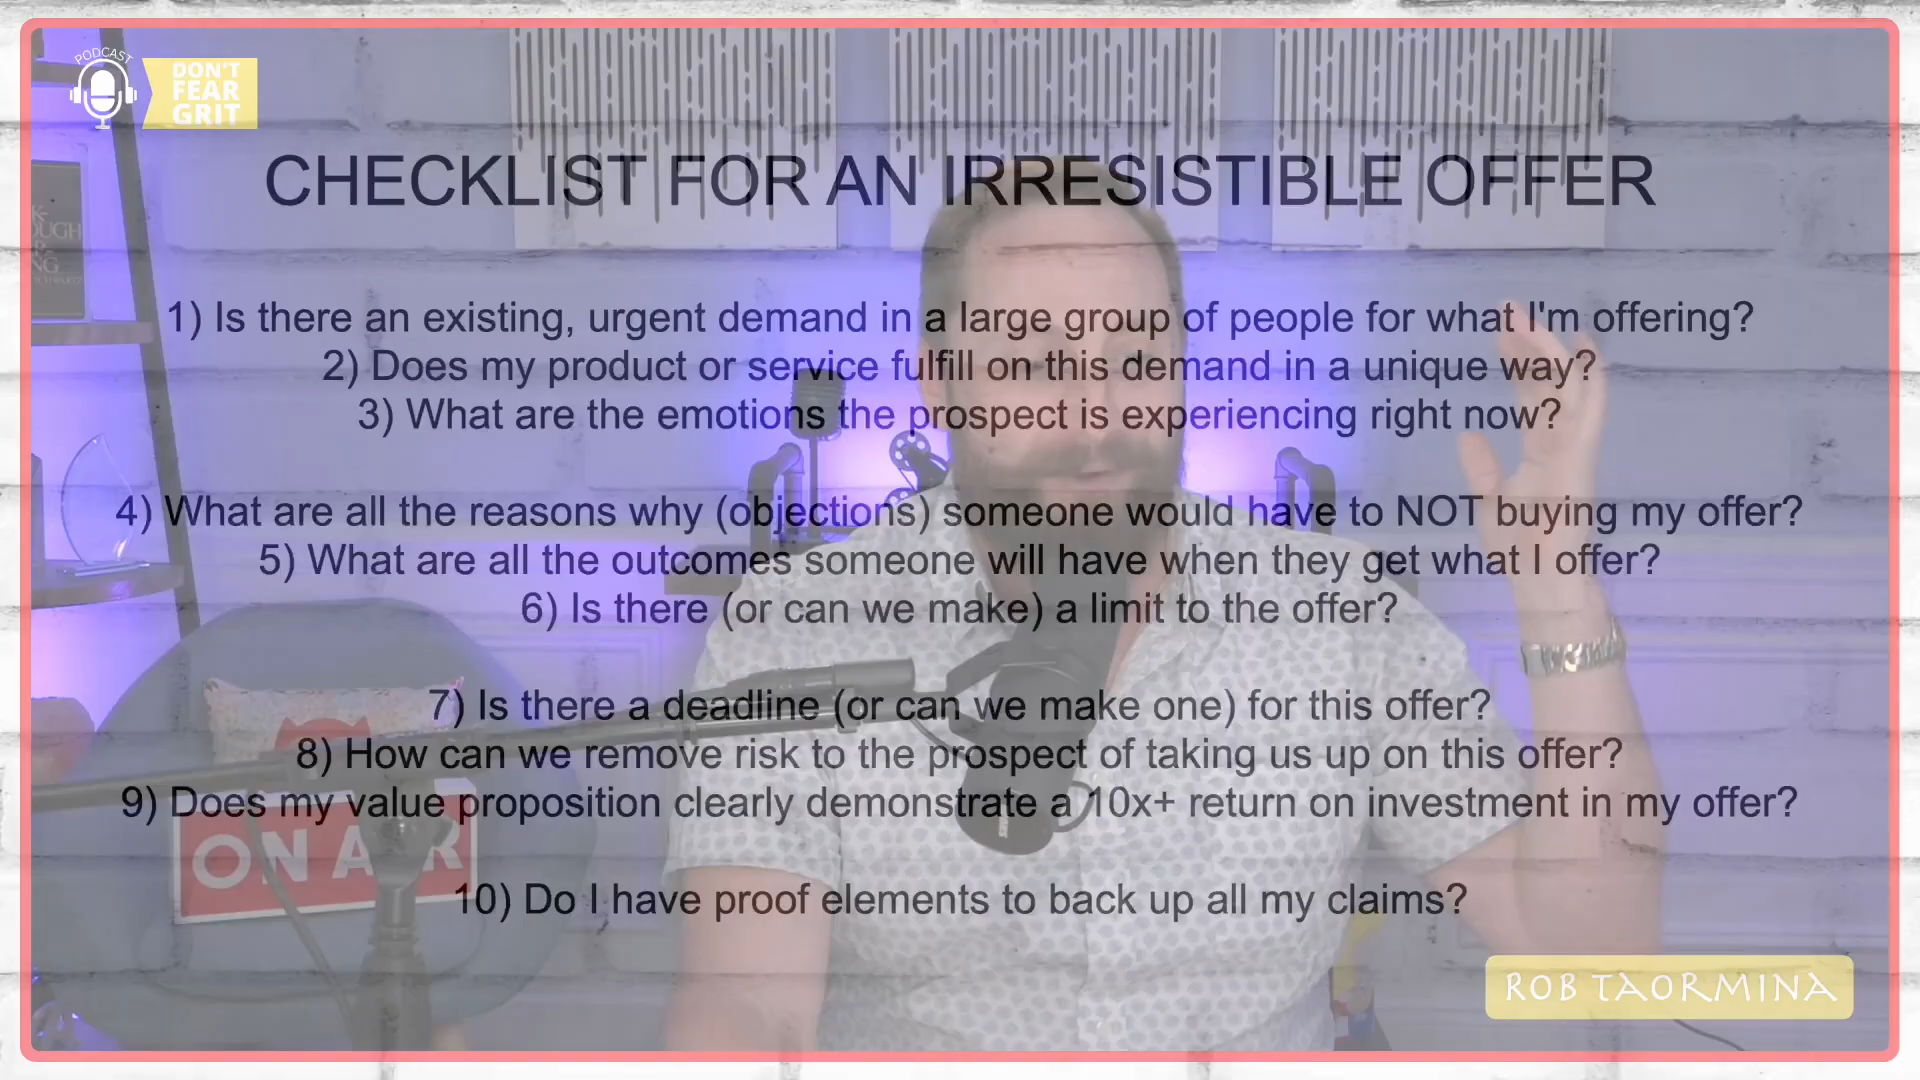 PODCAST
DON'T
FEAR
GRIT
CHECKLIST FOR AN IRRESISTIBLE OFFER
1) Is there an existing, urgent demand in a large group of people for what I'm offering?
2) Does my product or service fulfill on this demand in a unique way?
3) What are the emotions the prospect is experiencing right now?
4) What are all the reasons why (objections) someone would have to NOT buying my offer?
5) What are all the outcomes someone will have when they get what I offer?
6) Is there (or can we make) a limit to the offer?
7) Is there a deadline (or can we make one) for this offer?
8) How can we remove risk to the prospect of taking us up on this offer?
9) Does my value proposition clearly demonstrate a 10x+ return on investment in my offer?
ON AIR
10) Do I have proof elements to back up all my claims?
ROB TAORMINA